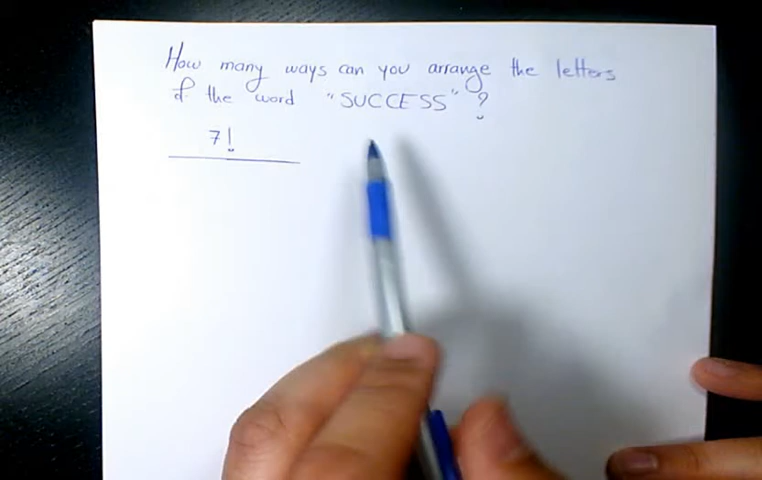 How many ways can you arrange the letters
of the word "SUCCESS" ?
7!